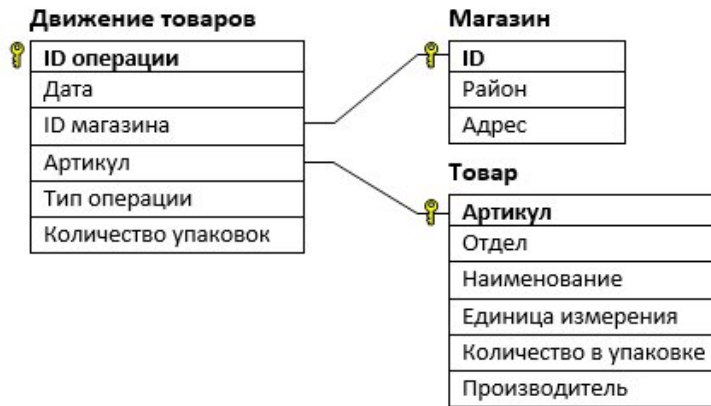 Движение товаров
ID операции
Дата
ID магазина
Артикул
Тип операции
Количество упаковок
Магазин
ID
Район
Адрес
Товар
Артикул
Отдел
Наименование
Единица измерения
Количество в упаковке
Производитель